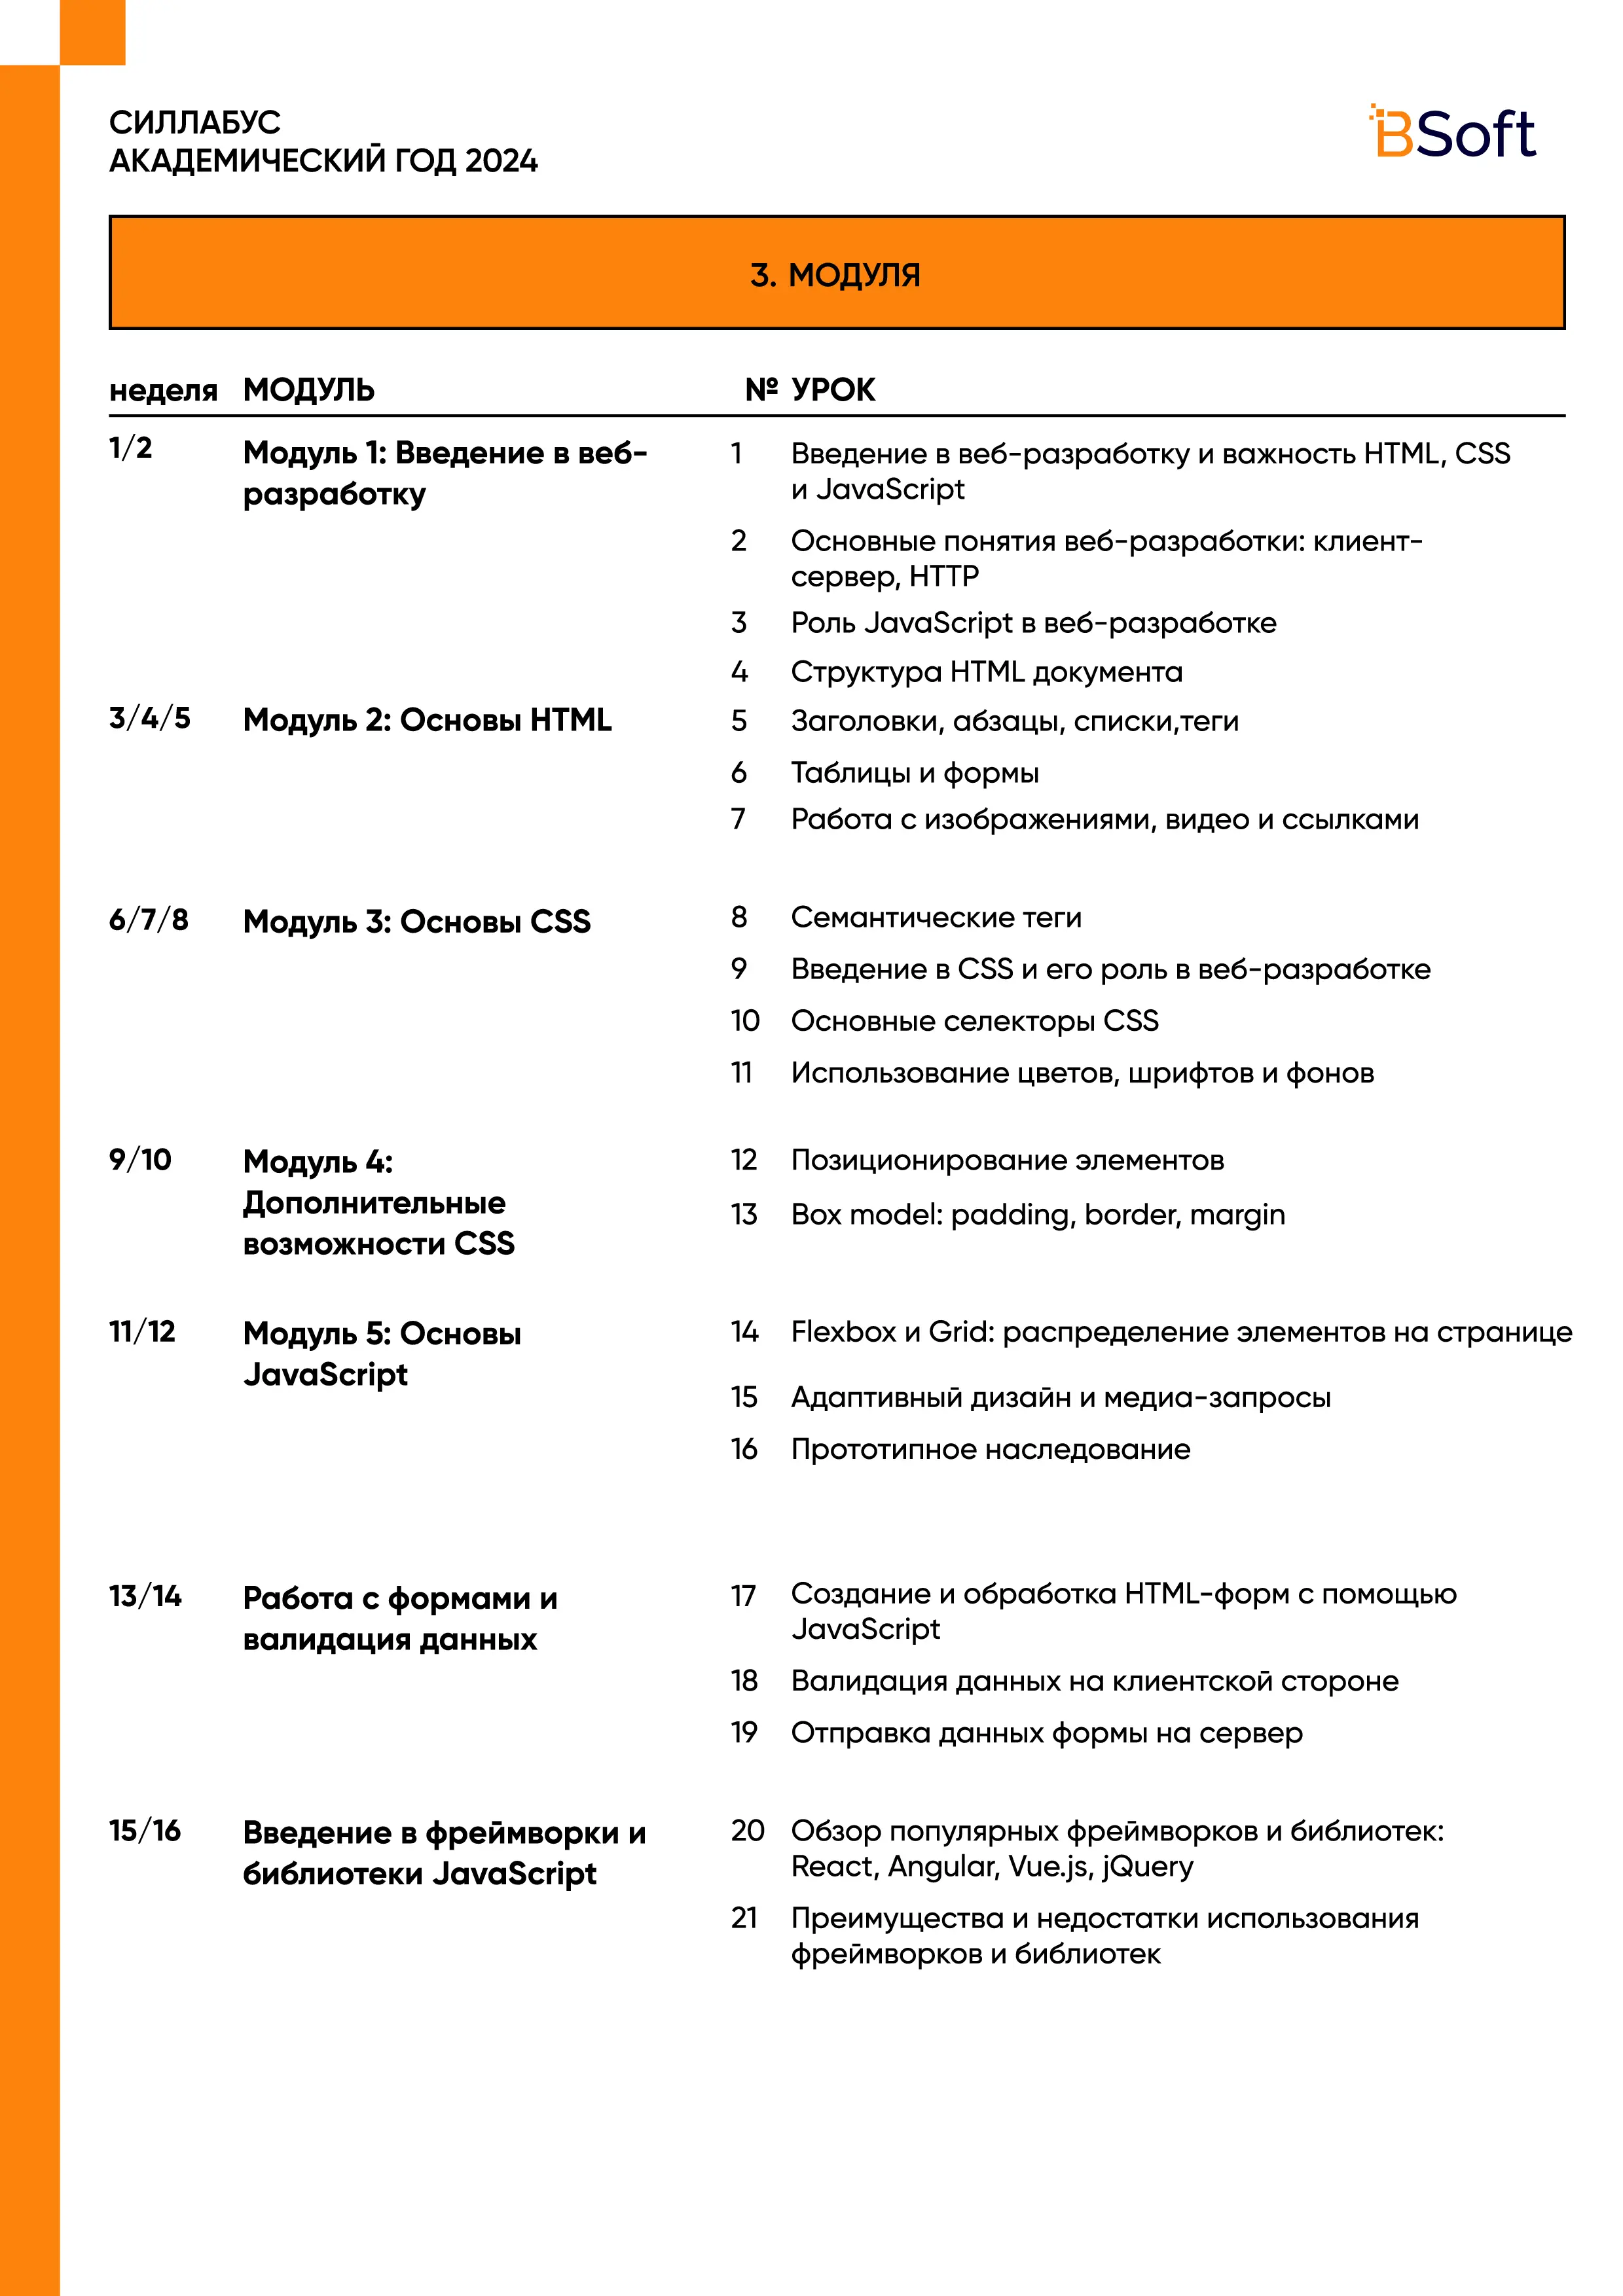 СИЛЛАБУС
АКАДЕМИЧЕСКИЙ ГОД 2024
BSoft
3. МОДУЛЯ
неделя МОДУЛЬ № УРОК
1/2 Модуль 1: Введение в веб-
разработку
1 Введение в веб-разработку и важность HTML, CSS
и JavaScript
2 Основные понятия веб-разработки: клиент-
сервер, HTTP
3 Роль JavaScript в веб-разработке
4 Структура HTML документа
3/4/5 Модуль 2: Основы HTML
5 Заголовки, абзацы, списки,теги
6 Таблицы и формы
7 Работа с изображениями, видео и ссылками
6/7/8 Модуль 3: Основы CSS
8 Семантические теги
9 Введение в CSS и его роль в веб-разработке
10 Основные селекторы CSS
11 Использование цветов, шрифтов и фонов
9/10 Модуль 4:
Дополнительные
возможности CSS
12 Позиционирование элементов
13 Box model: padding, border, margin
11/12 Модуль 5: Основы
JavaScript
14 Flexbox и Grid: распределение элементов на странице
15 Адаптивный дизайн и медиа-запросы
16 Прототипное наследование
13/14 Работа с формами и
валидация данных
17 Создание и обработка HTML-форм с помощью
JavaScript
18 Валидация данных на клиентской стороне
19 Отправка данных формы на сервер
15/16 Введение в фреймворки и
библиотеки JavaScript
20 Обзор популярных фреймворков и библиотек:
React, Angular, Vue.js, jQuery
21 Преимущества и недостатки использования
фреймворков и библиотек